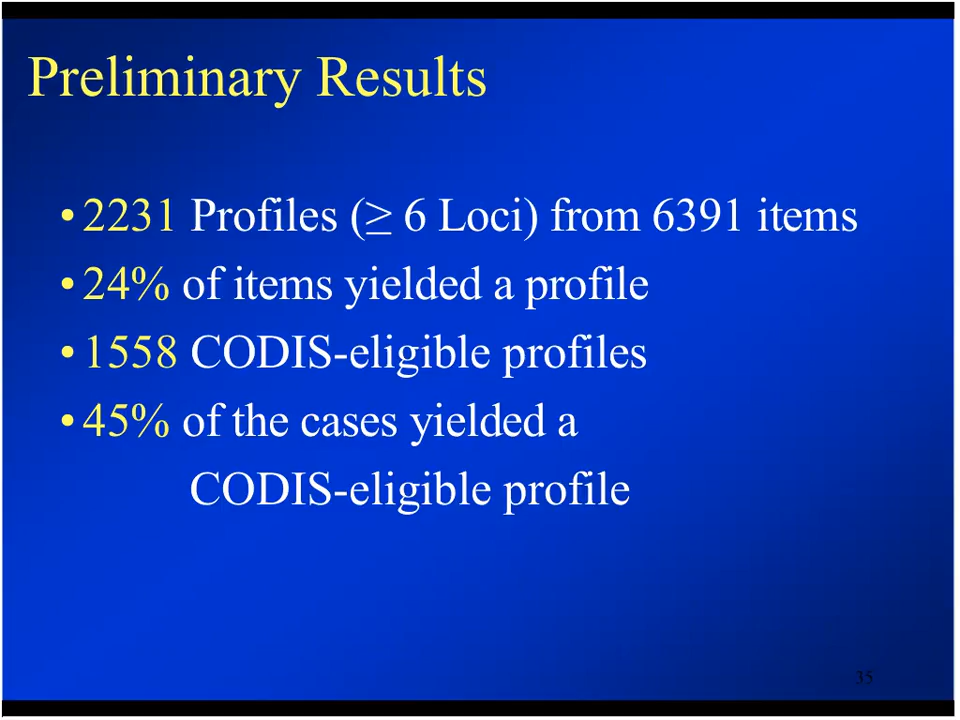 Preliminary Results
• 2231 Profiles (≥ 6 Loci) from 6391 items
• 24% of items yielded a profile
• 1558 CODIS-eligible profiles
• 45% of the cases yielded a
CODIS-eligible profile
35